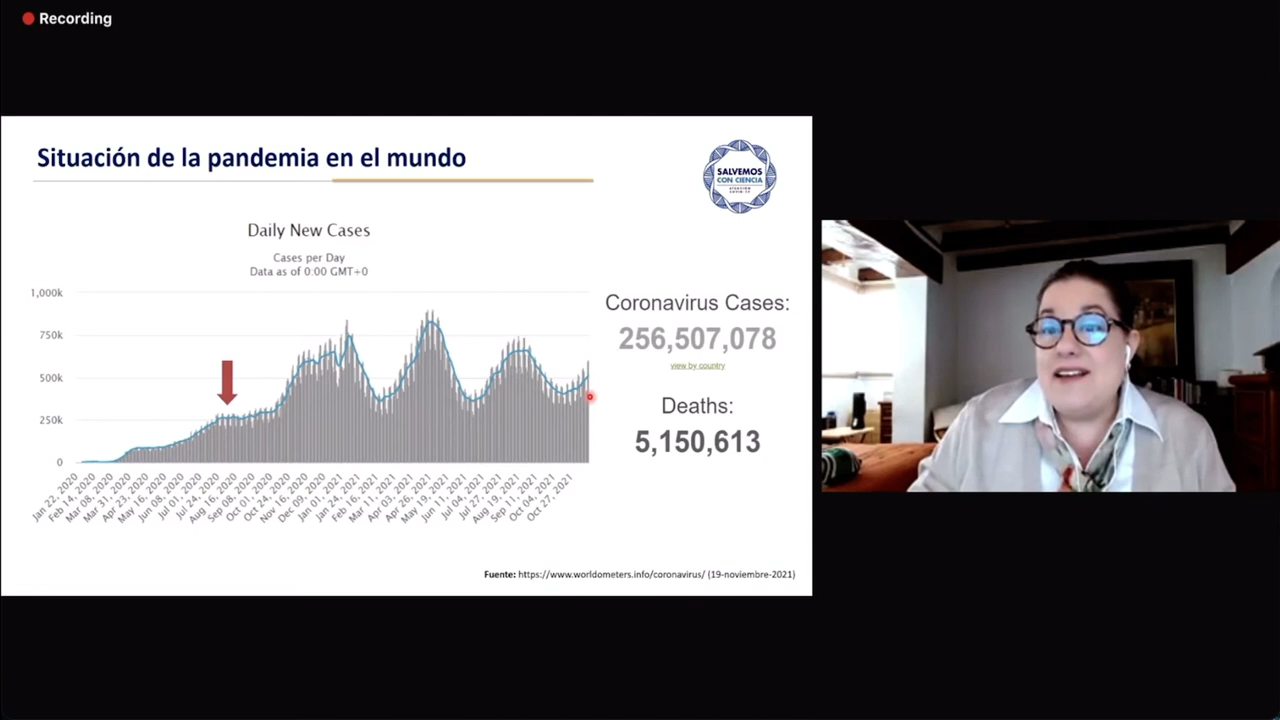 Recording
Situación de la pandemia en el mundo
SALVEMOS
CON CIENCIA
ATENCIÓN
COVID-19
Daily New Cases
Cases per Day
Data as of 0:00 GMT+0
1,000k
750k
500k
250k
0
Jan 22, 2020
Feb 14, 2020
Mar 08, 2020
Mar 31, 2020
Apr 23, 2020
May 16, 2020
Jun 08, 2020
Jul 01, 2020
Jul 24, 2020
Aug 16, 2020
Sep 08, 2020
Oct 01, 2020
Oct 24, 2020
Nov 16, 2020
Dec 09, 2020
Jan 01, 2021
Jan 24, 2021
Feb 16, 2021
Mar 11, 2021
Apr 03, 2021
Apr 26, 2021
May 19, 2021
Jun 11, 2021
Jul 04, 2021
Jul 27, 2021
Aug 19, 2021
Sep 11, 2021
Oct 04, 2021
Oct 27, 2021
Coronavirus Cases:
256,507,078
view by country
Deaths:
5,150,613
Fuente: https://www.worldometers.info/coronavirus/ (19-noviembre-2021)